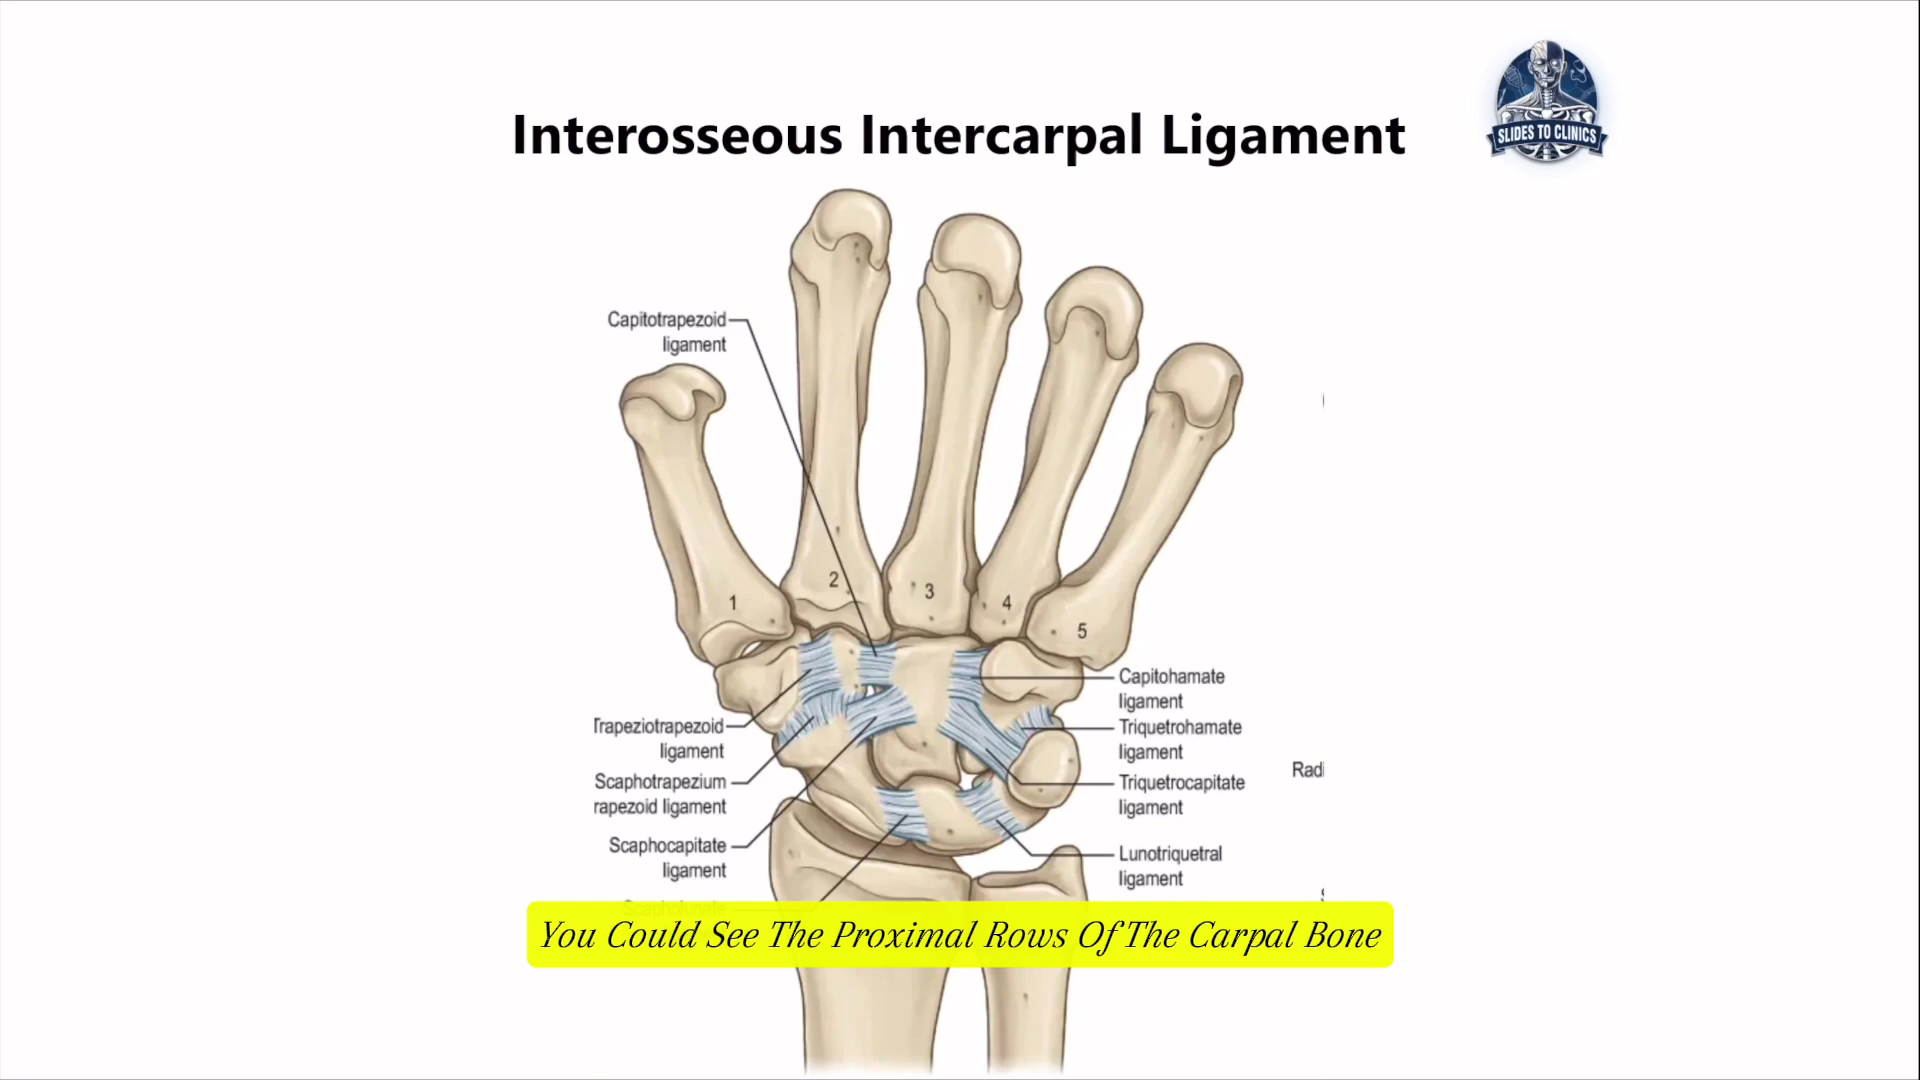 Interosseous Intercarpal Ligament
SLIDES TO CLINICS
Capitotrapezoid
ligament
1
2
3
4
5
Trapeziotrapezoid
ligament
Scaphotrapezium
rapezoid ligament
Scaphocapitate
ligament
Scapholunate
Capitohamate
ligament
Triquetrohamate
ligament
Triquetrocapitate
ligament
Lunotriquetral
ligament
Radi
You Could See The Proximal Rows Of The Carpal Bone